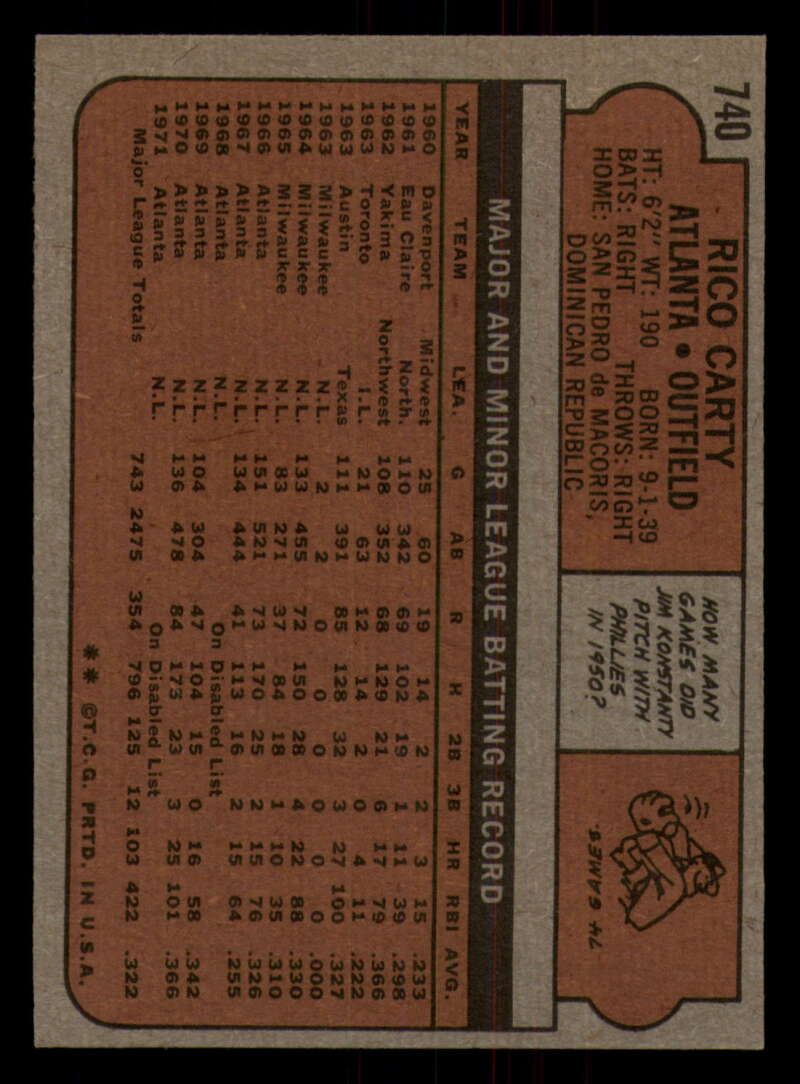 740
RICO CARTY
ATLANTA • OUTFIELD
HT: 6'2" WT: 190 BORN: 9-1-39
BATS: RIGHT THROWS: RIGHT
HOME: SAN PEDRO de MACORIS,
DOMINICAN REPUBLIC
HOW MANY
GAMES DID
JIM KONSTANTY
PITCH WITH
PHILLIES
IN 1950?
74 GAMES.
MAJOR AND MINOR LEAGUE BATTING RECORD
YEAR TEAM LEA. G AB R H 2B 3B HR RBI AVG.
1960 Davenport Midwest 25 60 19 14 2 2 3 15 .233
1961 Eau Claire North. 110 342 69 102 19 1 11 39 .298
1962 Yakima Northwest 108 352 68 129 21 6 17 79 .366
1963 Toronto I.L. 21 63 12 14 2 0 4 11 .222
1963 Austin Texas 111 391 85 128 32 3 27 100 .327
1963 Milwaukee N.L. 2 2 0 0 0 0 0 0 .000
1964 Milwaukee N.L. 133 455 72 150 28 4 22 88 .330
1965 Milwaukee N.L. 83 271 37 84 18 1 10 35 .310
1966 Atlanta N.L. 151 521 73 170 25 2 15 76 .326
1967 Atlanta N.L. 134 444 41 113 16 2 15 64 .255
1968 Atlanta N.L. On Disabled List
1969 Atlanta N.L. 104 304 47 104 15 0 16 58 .342
1970 Atlanta N.L. 136 478 84 173 23 3 25 101 .366
1971 Atlanta N.L. On Disabled List
Major League Totals 743 2475 354 796 125 12 103 422 .322
** ©T.C.G. PRTD. IN U.S.A.